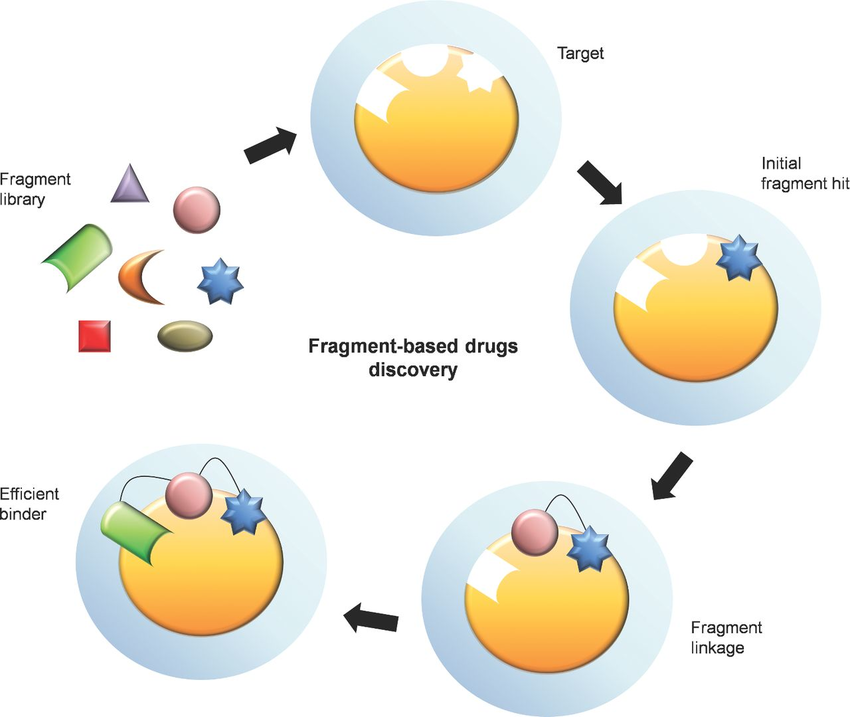 Target
Initial
fragment hit
Fragment
library
Fragment-based drugs
discovery
Efficient
binder
Fragment
linkage